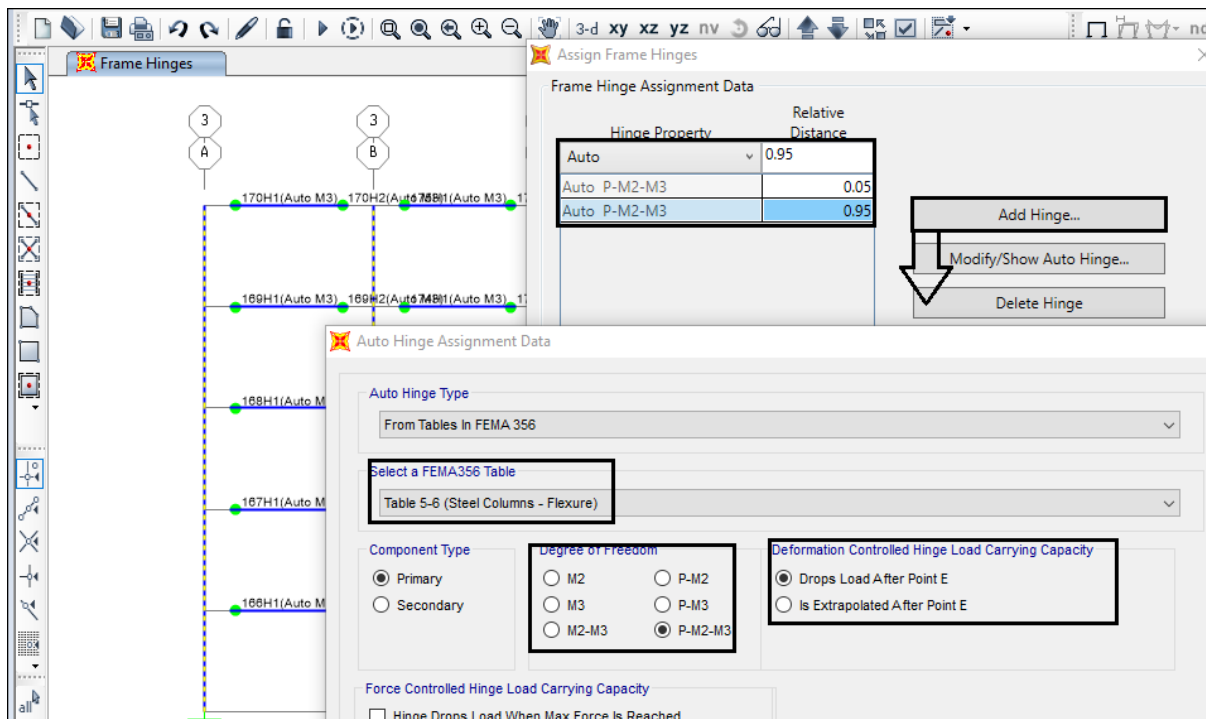 3-d xy xz yz nv
Frame Hinges
Assign Frame Hinges
Frame Hinge Assignment Data
Hinge Property
Relative
Distance
Auto 0.95
Auto P-M2-M3 0.05
Auto P-M2-M3 0.95
Add Hinge...
Modify/Show Auto Hinge...
Delete Hinge
3 3
A B
170H1(Auto M3) 170H2(Auto M3)
169H1(Auto M3) 169H2(Auto M3)
168H1(Auto M
167H1(Auto M
166H1(Auto M
all
Auto Hinge Assignment Data
Auto Hinge Type
From Tables In FEMA 356
Select a FEMA356 Table
Table 5-6 (Steel Columns - Flexure)
Component Type
Primary
Secondary
Degree of Freedom
M2 P-M2
M3 P-M3
M2-M3 P-M2-M3
Deformation Controlled Hinge Load Carrying Capacity
Drops Load After Point E
Is Extrapolated After Point E
Force Controlled Hinge Load Carrying Capacity
Hinge Drops Load When Max Force Is Reached